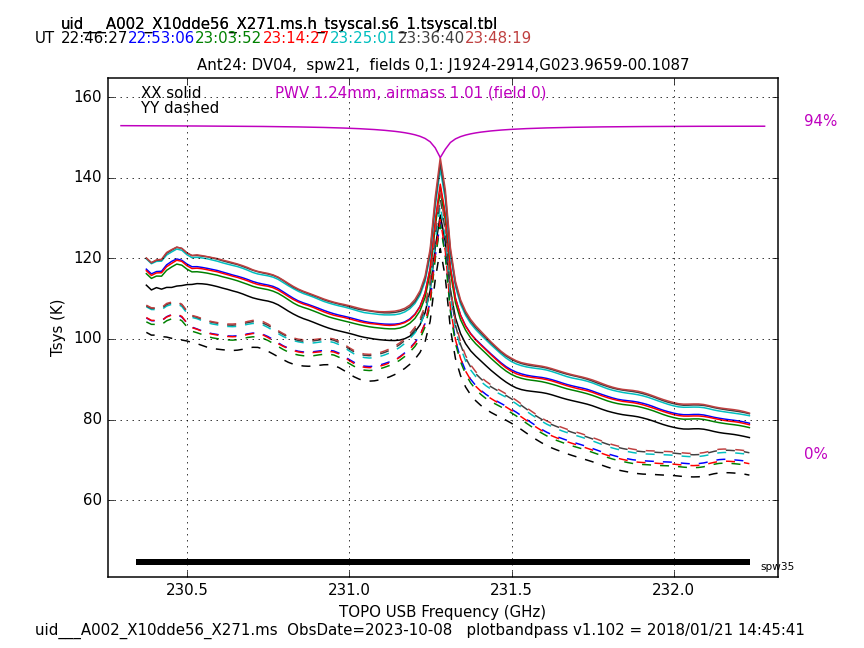 uid___A002_X10dde56_X271.ms.h_tsyscal.s6_1.tsyscal.tbl
UT 22:46:27 22:53:06 23:03:52 23:14:27 23:25:01 23:36:40 23:48:19
Ant24: DV04,  spw21,  fields 0,1: J1924-2914,G023.9659-00.1087
XX solid
PWV 1.24mm, airmass 1.01 (field 0)
YY dashed
160
140
120
100
80
60
Tsys (K)
94%
0%
spw35
230.5 231.0 231.5 232.0
TOPO USB Frequency (GHz)
uid___A002_X10dde56_X271.ms  ObsDate=2023-10-08   plotbandpass v1.102 = 2018/01/21 14:45:41